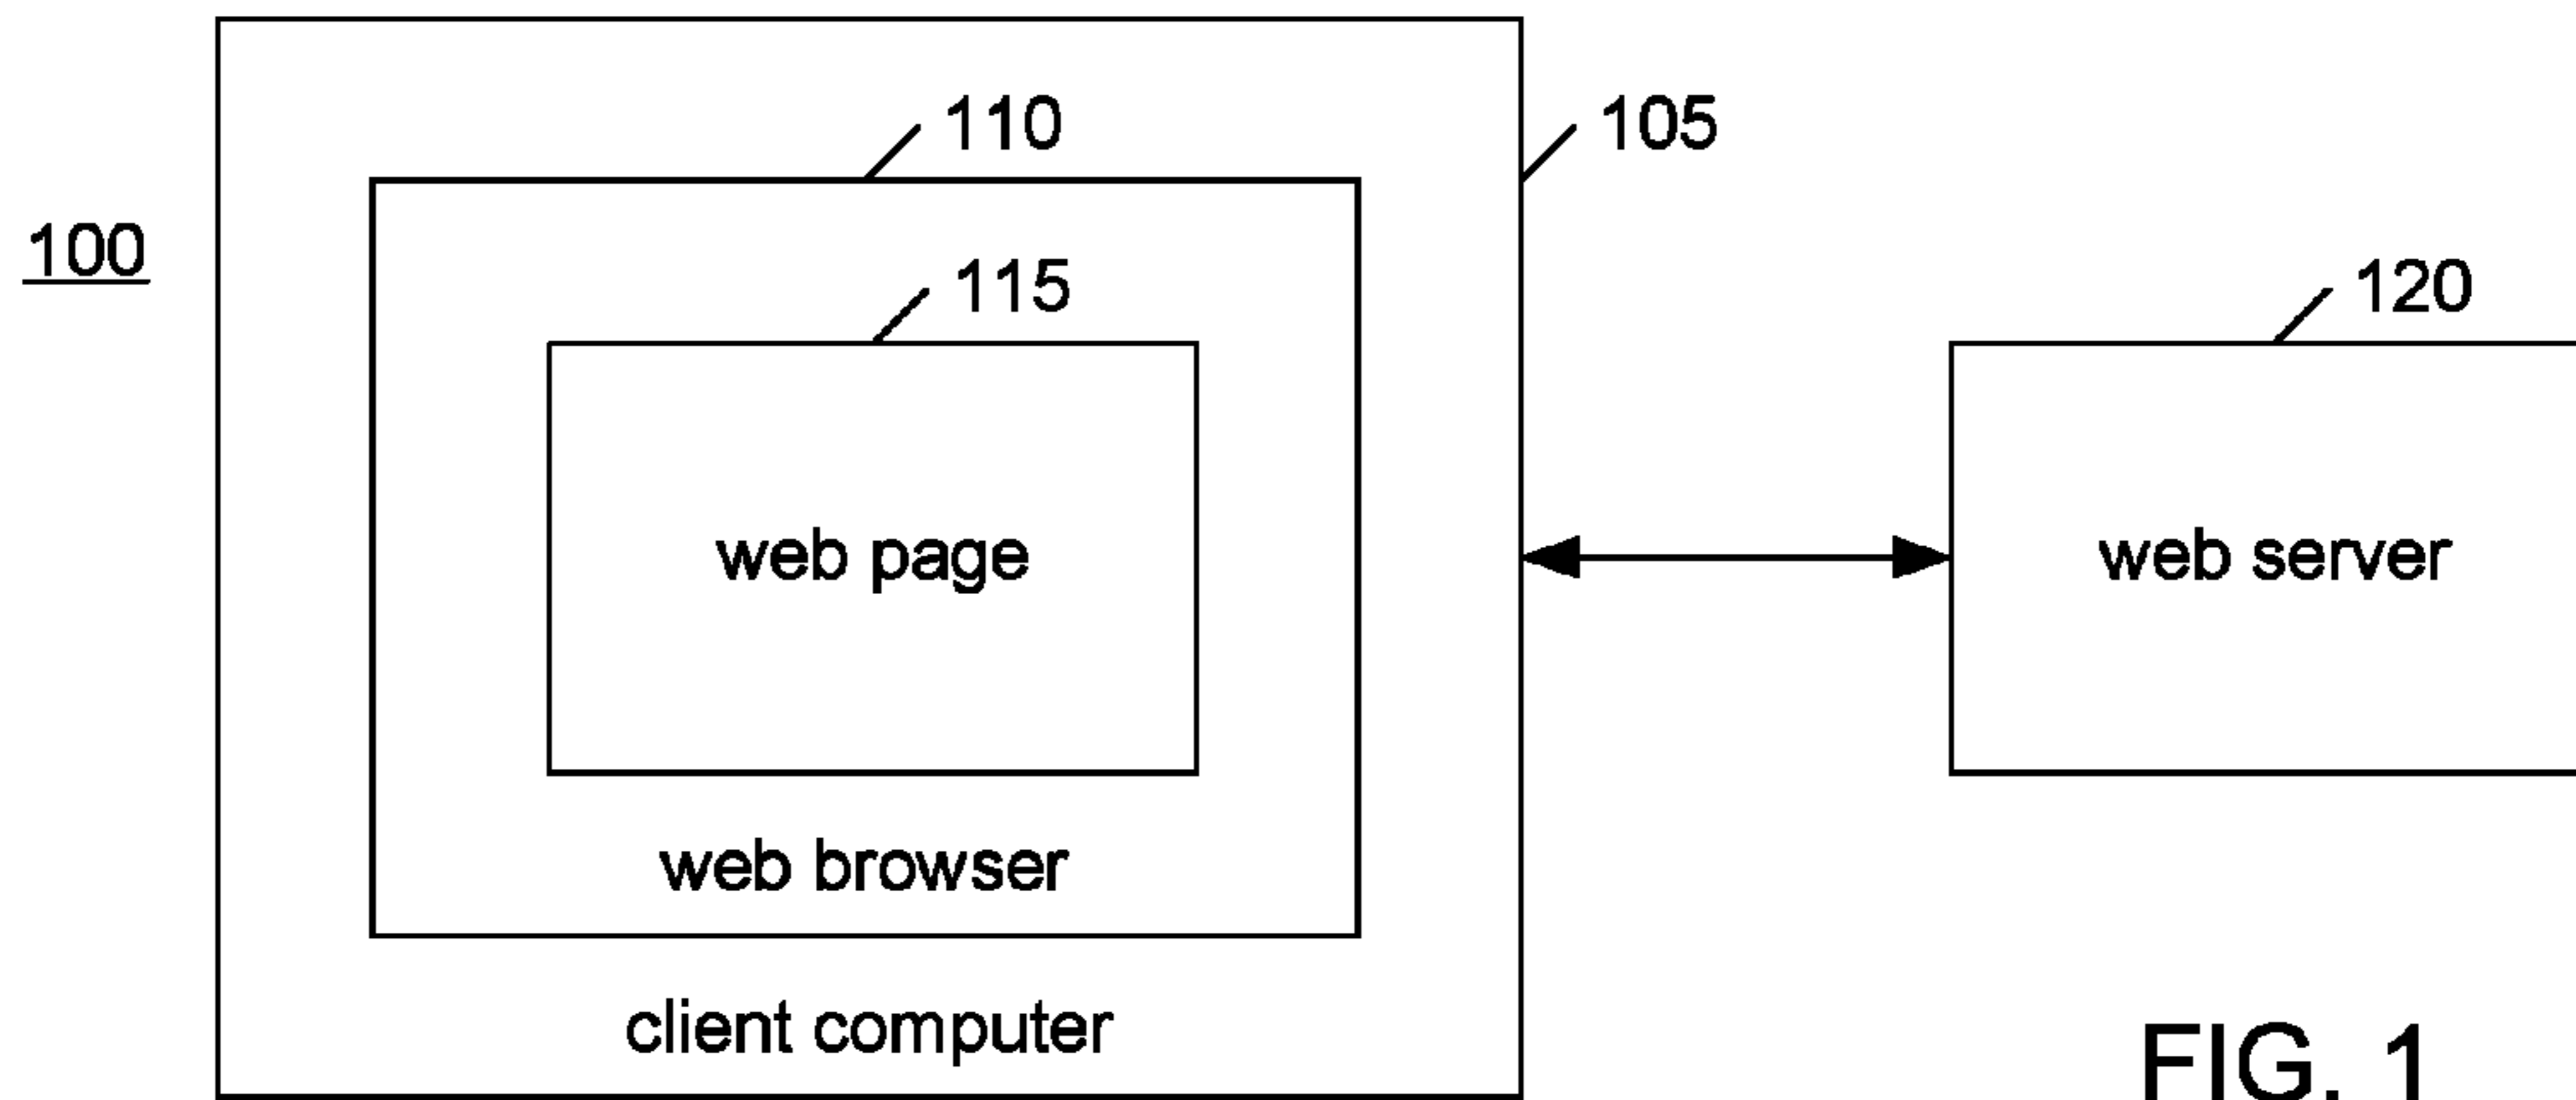 110
105
100
115
120
web page
web server
web browser
client computer
FIG. 1